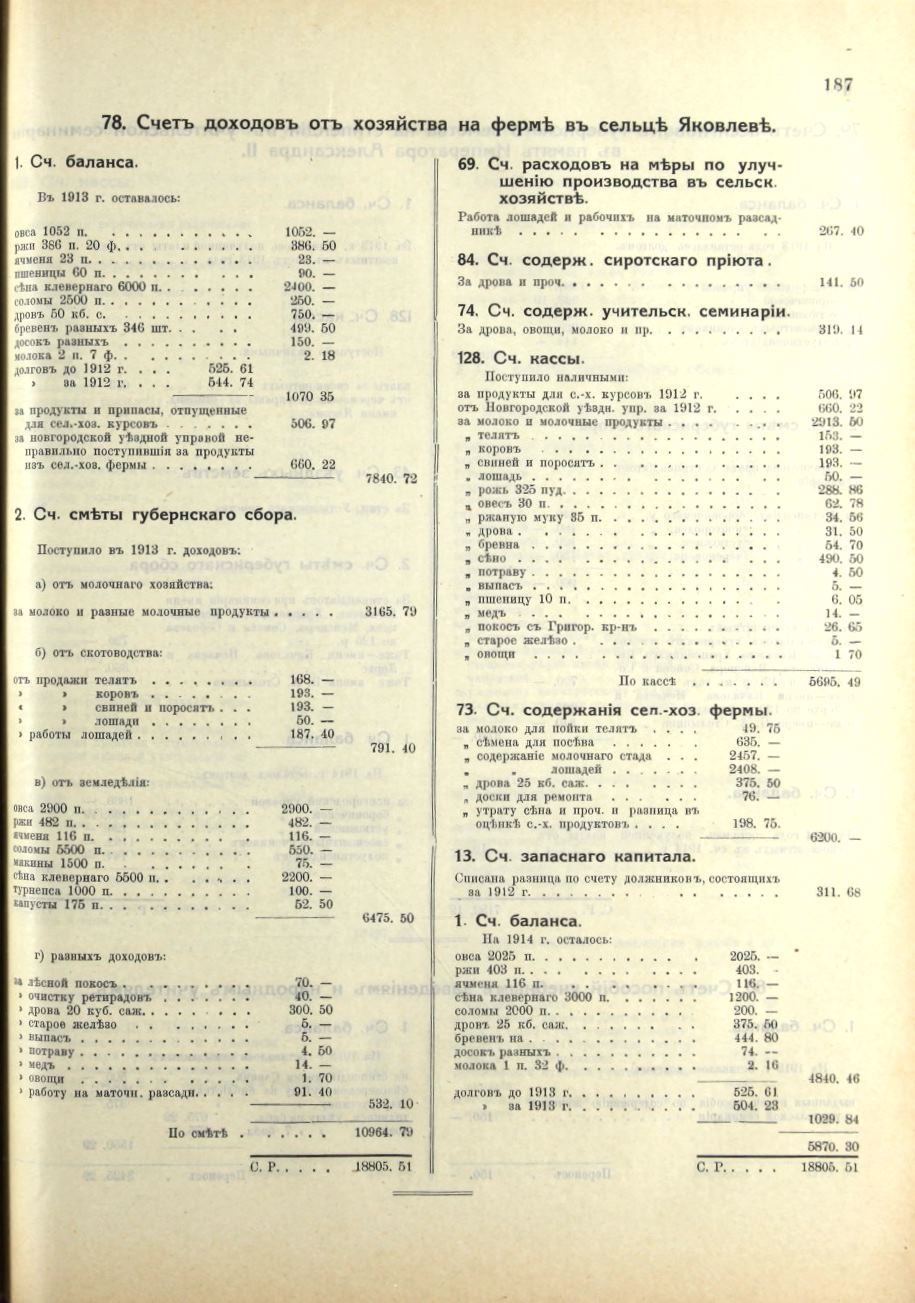 187
78. Счетъ доходовъ отъ хозяйства на фермѣ въ сельцѣ Яковлевѣ.
1. Сч. баланса.
Въ 1913 г. оставалось:
овса 1052 п. . . . . . . . . . . 1052. —
ржи 386 п. 20 ф. . . . . . . . 386. 50
ячменя 23 п. . . . . . . . . . . 23. —
пшеницы 60 п. . . . . . . . . . 90. —
сѣна клевернаго 6000 п. . . . . . . 2400. —
соломы 2500 п. . . . . . . . . . 250. —
дровъ 50 кб. с. . . . . . . . . . 750. —
бревенъ разныхъ 346 шт. . . . . 499. 50
досокъ разныхъ . . . . . . . . . 150. —
молока 2 п. 7 ф. . . . . . . . . 2. 18
долговъ до 1912 г. . . . 525. 61
» за 1912 г. . . . 544. 74
1070 35
за продукты и припасы, отпущенные
для сел.-хоз. курсовъ . . . . . . 506. 97
за новгородской уѣздной управой не-
правильно поступившія за продукты
изъ сел.-хоз. фермы . . . . . . . 660. 22
7840. 72
2. Сч. смѣты губернскаго сбора.
Поступило въ 1913 г. доходовъ:
а) отъ молочнаго хозяйства:
за молоко и разные молочные продукты . . . . . 3165. 79
б) отъ скотоводства:
отъ продажи телятъ . . . . . . . . 168. —
» » коровъ . . . . . . . . 193. —
« » свиней и поросятъ . . . 193. —
» » лошади . . . . . . . . 50. —
» работы лошадей . . . . . . . . . 187. 40
791. 40
в) отъ земледѣлія:
овса 2900 п. . . . . . . . . . . 2900. —
ржи 482 п. . . . . . . . . . . . 482. —
ячменя 116 п. . . . . . . . . . . 116. —
соломы 5500 п. . . . . . . . . . 550. —
мякины 1500 п. . . . . . . . . . 75. —
сѣна клевернаго 5500 п. . . . . . . 2200. —
турнепса 1000 п. . . . . . . . . . 100. —
капусты 175 п. . . . . . . . . . 52. 50
6475. 50
г) разныхъ доходовъ:
за лѣсной покосъ . . . . . . . . . 70. —
» очистку ретирадовъ . . . . . . . 40. —
» дрова 20 куб. саж. . . . . . . . 300. 50
» старое желѣзо . . . . . . . . 5. —
» выпасъ . . . . . . . . . . . 5. —
» потраву . . . . . . . . . . . 4. 50
» медъ . . . . . . . . . . . . 14. —
» овощи . . . . . . . . . . . 1. 70
» работу на маточн. разсадн. . . . . 91. 40
532. 10
По смѣтѣ . . . . . . 10964. 79
С. Р. . . . . 18805. 51
69. Сч. расходовъ на мѣры по улуч-
шенію производства въ сельск.
хозяйствѣ.
Работа лошадей и рабочихъ на маточномъ разсад-
никѣ . . . . . . . . . . . . . . 267. 40
84. Сч. содерж. сиротскаго пріюта.
За дрова и проч. . . . . . . . . . . . . . 141. 50
74. Сч. содерж. учительск. семинаріи.
За дрова, овощи, молоко и пр. . . . . . . . . . 319. 14
128. Сч. кассы.
Поступило наличными:
за продукты для с.-х. курсовъ 1912 г. . . . . 506. 97
отъ Новгородской уѣздн. упр. за 1912 г. . . . . 660. 22
за молоко и молочные продукты . . . . . . . . 2913. 50
„ телятъ . . . . . . . . . . . . . . 153. —
„ коровъ . . . . . . . . . . . . . . 193. —
„ свиней и поросятъ . . . . . . . . . . 193. —
„ лошадь . . . . . . . . . . . . . . 50. —
„ рожь 325 пуд. . . . . . . . . . . . . 288. 86
„ овесъ 30 п. . . . . . . . . . . . . . 62. 78
„ ржаную муку 35 п. . . . . . . . . . . 34. 56
„ дрова . . . . . . . . . . . . . . . 31. 50
„ бревна . . . . . . . . . . . . . . 54. 70
„ сѣно . . . . . . . . . . . . . . . 490. 50
„ потраву . . . . . . . . . . . . . . 4. 50
„ выпасъ . . . . . . . . . . . . . . 5. —
„ пшеницу 10 п. . . . . . . . . . . . . 6. 05
„ медъ . . . . . . . . . . . . . . . 14. —
„ покосъ съ Григор. кр-нъ . . . . . . . . 26. 65
„ старое желѣзо . . . . . . . . . . . . 5. —
„ овощи . . . . . . . . . . . . . . 1 70
По кассѣ . . . . . . . 5695. 49
73. Сч. содержанія сел.-хоз. фермы.
за молоко для пойки телятъ . . . . 49. 75
„ сѣмена для посѣва . . . . . . 635. —
„ содержаніе молочнаго стада . . . 2457. —
„ „ лошадей . . . . . . . 2408. —
„ дрова 25 кб. саж. . . . . . . . 375. 50
„ доски для ремонта . . . . . . 76. —
„ утрату сѣна и проч. и разница въ
оцѣнкѣ с.-х. продуктовъ . . . . 198. 75.
6200. —
13. Сч. запаснаго капитала.
Списана разница по счету должниковъ, состоящихъ
за 1912 г. . . . . . . . . . . . . . 311. 68
1. Сч. баланса.
На 1914 г. осталось:
овса 2025 п. . . . . . . . . . . 2025. —
ржи 403 п. . . . . . . . . . . 403. -
ячменя 116 п. . . . . . . . . . 116. —
сѣна клевернаго 3000 п. . . . . . . 1200. —
соломы 2000 п. . . . . . . . . . 200. —
дровъ 25 кб. саж. . . . . . . . . 375. 50
бревенъ на . . . . . . . . . . . 444. 80
досокъ разныхъ . . . . . . . . . . 74. --
молока 1 п. 32 ф. . . . . . . . . . 2. 16
4840. 46
долговъ до 1913 г. . . . . . . . . . 525. 61
» за 1913 г. . . . . . . . . . 504. 23
1029. 84
5870. 30
С. Р. . . . . 18805. 51